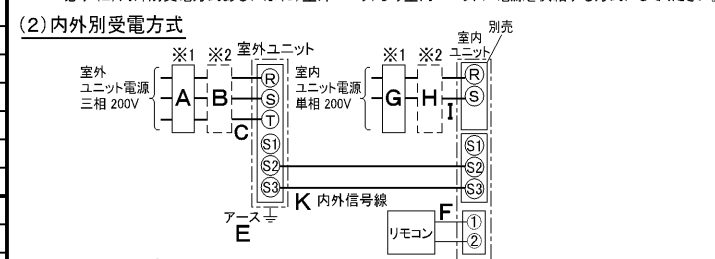 (2)内外別受電方式
※1 ※2 室外ユニット
室外
ユニット電源
三相 200V
A
B
C
R
S
T
S1
S2
S3
アース
E
※1 ※2
室内
ユニット
別売
室内
ユニット電源
単相 200V
G
H
I
R
S
S1
S2
S3
K 内外信号線
F
リモコン
①
②